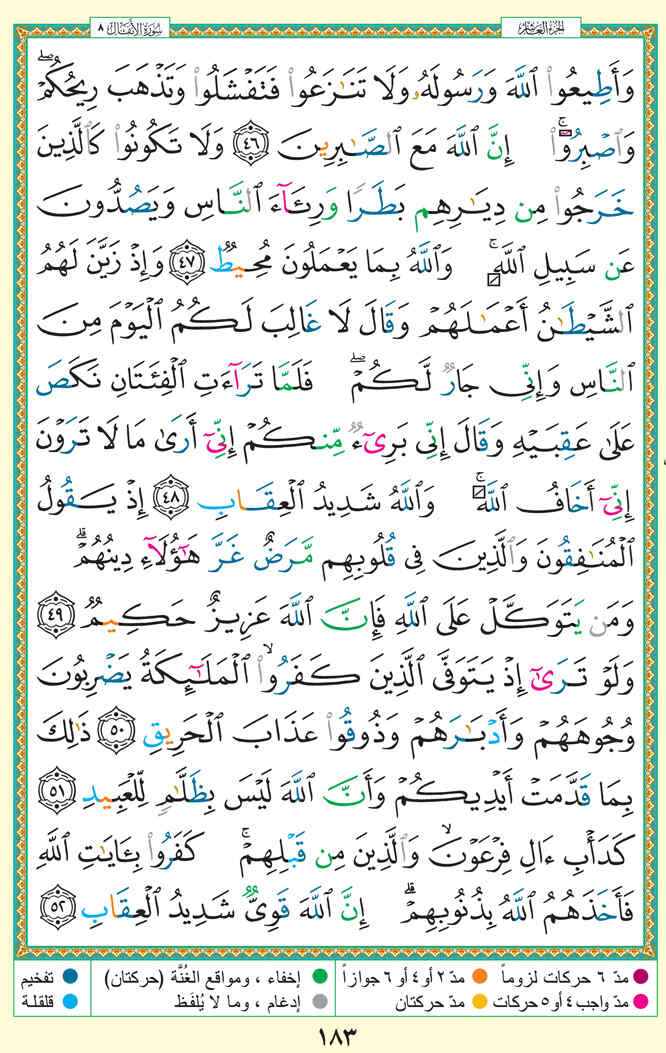 الجزء العاشر
سورة الأنفال ٨
وَأَطِيعُوا۟ ٱللَّهَ وَرَسُولَهُۥ وَلَا تَنَـٰزَعُوا۟ فَتَفْشَلُوا۟ وَتَذْهَبَ رِيحُكُمْ ۖ
وَٱصْبِرُوٓا۟ ۚ إِنَّ ٱللَّهَ مَعَ ٱلصَّـٰبِرِينَ ٤٦ وَلَا تَكُونُوا۟ كَٱلَّذِينَ
خَرَجُوا۟ مِن دِيَـٰرِهِم بَطَرًا وَرِئَآءَ ٱلنَّاسِ وَيَصُدُّونَ
عَن سَبِيلِ ٱللَّهِ ۚ وَٱللَّهُ بِمَا يَعْمَلُونَ مُحِيطٌ ٤٧ وَإِذْ زَيَّنَ لَهُمُ
ٱلشَّيْطَـٰنُ أَعْمَـٰلَهُمْ وَقَالَ لَا غَالِبَ لَكُمُ ٱلْيَوْمَ مِنَ
ٱلنَّاسِ وَإِنِّى جَارٌ لَّكُمْ ۖ فَلَمَّا تَرَآءَتِ ٱلْفِئَتَانِ نَكَصَ
عَلَىٰ عَقِبَيْهِ وَقَالَ إِنِّى بَرِىٓءٌ مِّنكُمْ إِنِّىٓ أَرَىٰ مَا لَا تَرَوْنَ
إِنِّىٓ أَخَافُ ٱللَّهَ ۚ وَٱللَّهُ شَدِيدُ ٱلْعِقَابِ ٤٨ إِذْ يَقُولُ
ٱلْمُنَـٰفِقُونَ وَٱلَّذِينَ فِى قُلُوبِهِم مَّرَضٌ غَرَّ هَـٰٓؤُلَآءِ دِينُهُمْ ۗ
وَمَن يَتَوَكَّلْ عَلَى ٱللَّهِ فَإِنَّ ٱللَّهَ عَزِيزٌ حَكِيمٌ ٤٩
وَلَوْ تَرَىٰٓ إِذْ يَتَوَفَّى ٱلَّذِينَ كَفَرُوا۟ ۙ ٱلْمَلَـٰٓئِكَةُ يَضْرِبُونَ
وُجُوهَهُمْ وَأَدْبَـٰرَهُمْ وَذُوقُوا۟ عَذَابَ ٱلْحَرِيقِ ٥٠ ذَٰلِكَ
بِمَا قَدَّمَتْ أَيْدِيكُمْ وَأَنَّ ٱللَّهَ لَيْسَ بِظَلَّـٰمٍ لِّلْعَبِيدِ ٥١
كَدَأْبِ ءَالِ فِرْعَوْنَ ۙ وَٱلَّذِينَ مِن قَبْلِهِمْ ۚ كَفَرُوا۟ بِـَٔايَـٰتِ ٱللَّهِ
فَأَخَذَهُمُ ٱللَّهُ بِذُنُوبِهِمْ ۗ إِنَّ ٱللَّهَ قَوِىٌّ شَدِيدُ ٱلْعِقَابِ ٥٢
مدّ ٦ حركات لزوماً مدّ ٢ أو ٤ أو ٦ جوازاً إخفاء ، ومواقع الغُنَّة (حركتان) تفخيم
مدّ واجب ٤ أو ٥ حركات مدّ حركتان إدغام ، وما لا يُلفَظ قلقلة
١٨٣